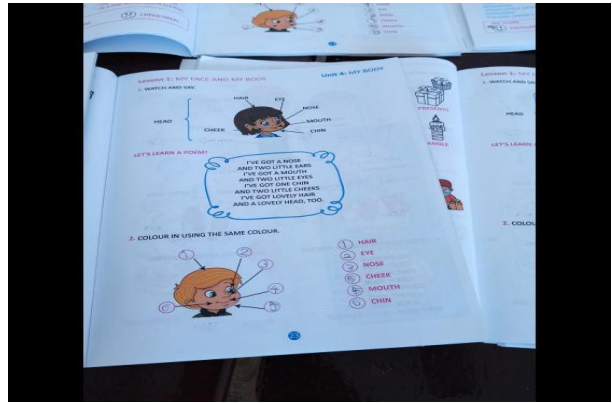 CHEEK
Lesson 1: MY FACE AND MY BODY
Unit 4: MY BODY
1. WATCH AND SAY.
HAIR
EYE
NOSE
HEAD
MOUTH
CHEEK
CHIN
LET'S LEARN A POEM!
I'VE GOT A NOSE
AND TWO LITTLE EARS
I'VE GOT A MOUTH
AND TWO LITTLE EYES
I'VE GOT ONE CHIN
AND TWO LITTLE CHEEKS
I'VE GOT LOVELY HAIR
AND A LOVELY HEAD, TOO.
2. COLOUR IN USING THE SAME COLOUR.
1 HAIR
2 EYE
3 NOSE
5 CHEEK
4 MOUTH
6 CHIN
1
2
3
4
5
23
PRESENTS
Lesson 1: MY
1. WATCH AND SAY
HEAD
LET'S LEARN
2. COLOU